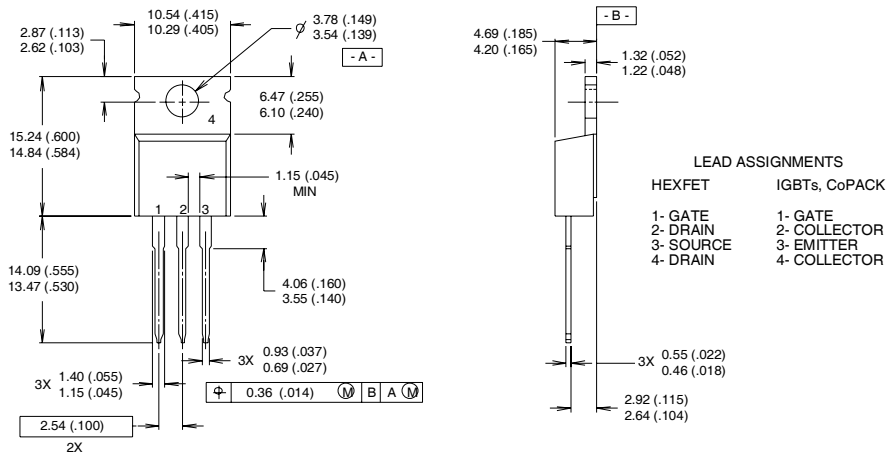 10.54 (.415)
10.29 (.405)
2.87 (.113)
2.62 (.103)
ø 3.78 (.149)
3.54 (.139)
- A -
4
6.47 (.255)
6.10 (.240)
15.24 (.600)
14.84 (.584)
1.15 (.045)
MIN
1 2 3
14.09 (.555)
13.47 (.530)
4.06 (.160)
3.55 (.140)
3X 0.93 (.037)
0.69 (.027)
3X 1.40 (.055)
1.15 (.045)
⌖ 0.36 (.014) Ⓜ B A Ⓜ
2.54 (.100)
2X
- B -
4.69 (.185)
4.20 (.165)
1.32 (.052)
1.22 (.048)
3X 0.55 (.022)
0.46 (.018)
2.92 (.115)
2.64 (.104)
LEAD ASSIGNMENTS
HEXFET
1- GATE
2- DRAIN
3- SOURCE
4- DRAIN
IGBTs, CoPACK
1- GATE
2- COLLECTOR
3- EMITTER
4- COLLECTOR